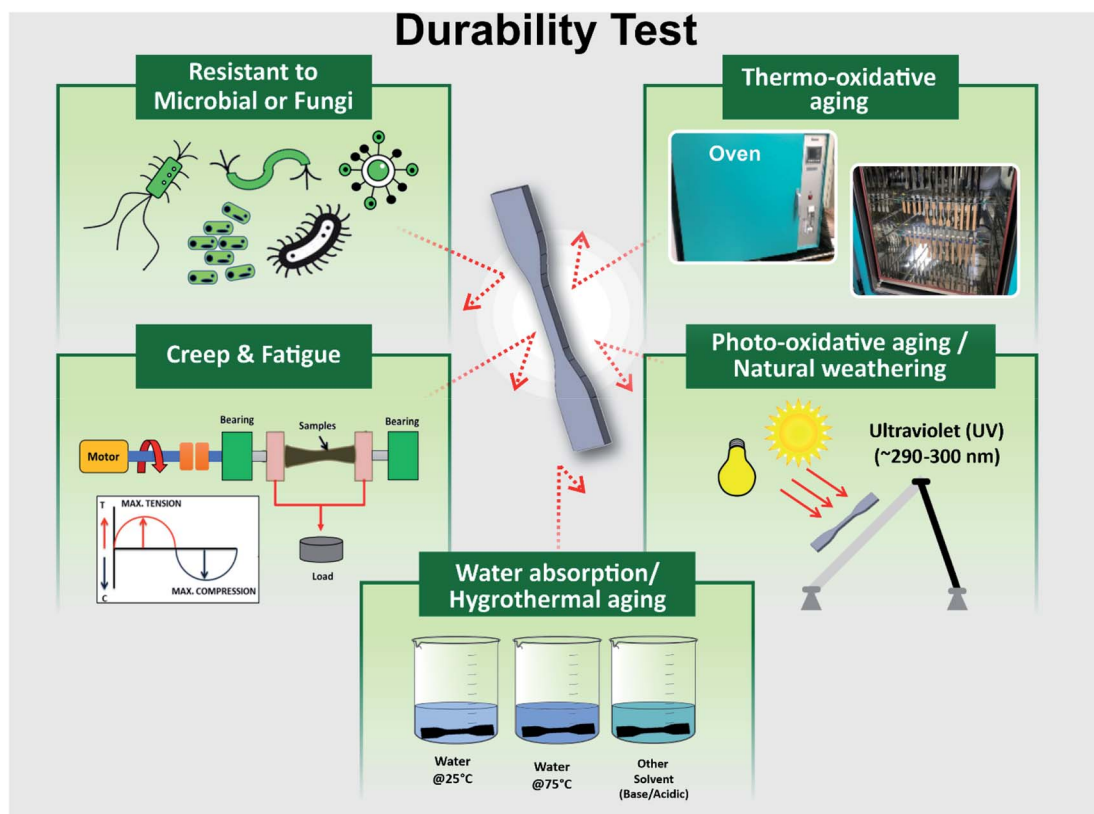 Durability Test
Resistant to
Microbial or Fungi
Thermo-oxidative
aging
Oven
Creep & Fatigue
Bearing
Samples
Bearing
Motor
T
MAX. TENSION
C
MAX. COMPRESSION
Load
Photo-oxidative aging /
Natural weathering
Ultraviolet (UV)
(~290-300 nm)
Water absorption/
Hygrothermal aging
Water
@25°C
Water
@75°C
Other
Solvent
(Base/Acidic)